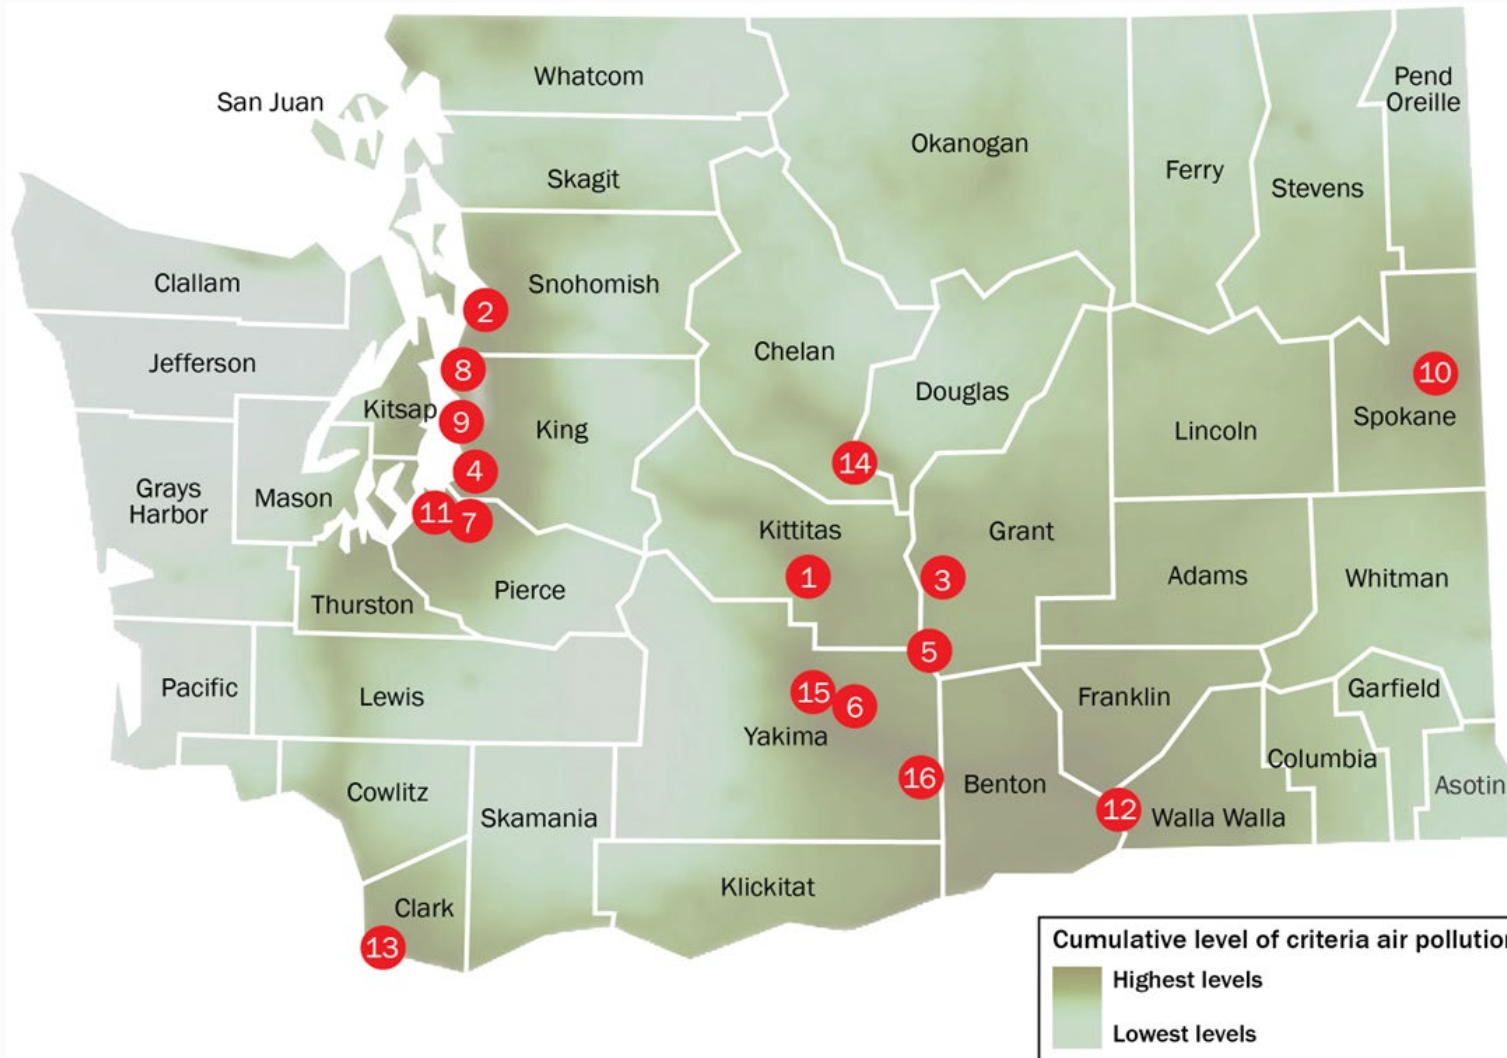 Whatcom
Pend
Oreille
San Juan
Okanogan
Ferry
Skagit
Stevens
Clallam
Snohomish
2
Jefferson
Chelan
8
10
Douglas
Kitsap
9
King
Spokane
Lincoln
14
4
Grays
Harbor
Mason
11
7
Kittitas
Grant
1
3
Adams
Whitman
Pierce
Thurston
5
Pacific
Lewis
15
6
Yakima
Franklin
Garfield
16
Benton
Columbia
Asotin
Cowlitz
Skamania
12
Walla Walla
Klickitat
Clark
13
Cumulative level of criteria air pollution
Highest levels
Lowest levels